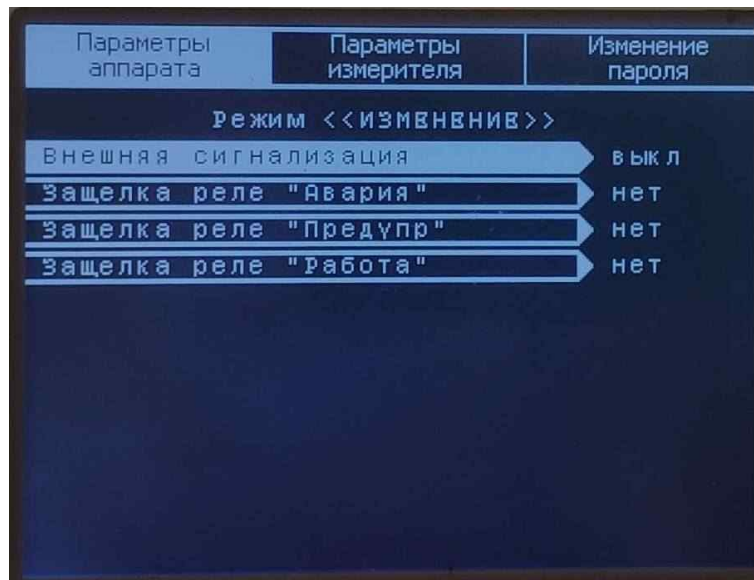 Параметры аппарата
Параметры измерителя
Изменение пароля
Режим <<ИЗМЕНЕНИЕ>>
Внешняя сигнализация выкл
Защелка реле "Авария" нет
Защелка реле "Предупр" нет
Защелка реле "Работа" нет